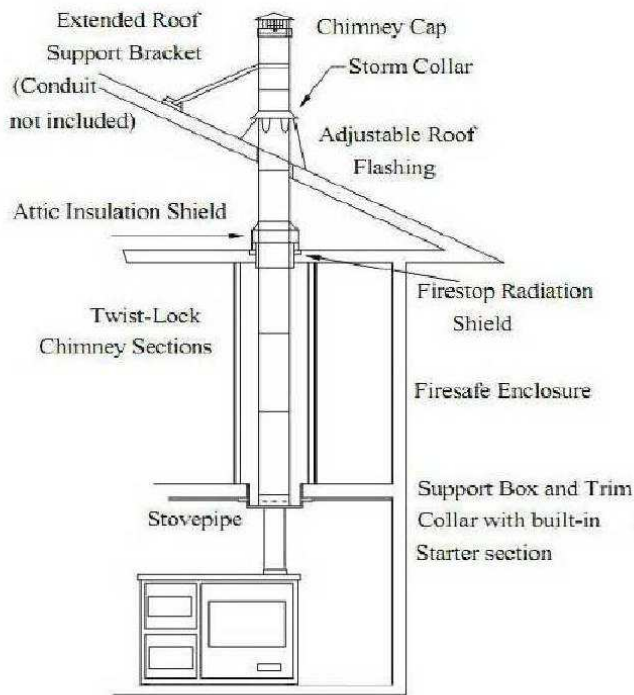 Extended Roof
Support Bracket
(Conduit
not included)
Chimney Cap
Storm Collar
Adjustable Roof
Flashing
Attic Insulation Shield
Firestop Radiation
Shield
Twist-Lock
Chimney Sections
Firesafe Enclosure
Support Box and Trim
Collar with built-in
Starter section
Stovepipe